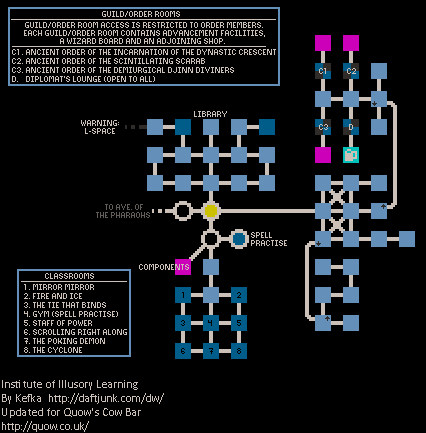 GUILD/ORDER ROOMS
GUILD/ORDER ROOM ACCESS IS RESTRICTED TO ORDER MEMBERS.
EACH GUILD/ORDER ROOM CONTAINS ADVANCEMENT FACILITIES,
A WIZARD BOARD AND AN ADJOINING SHOP.
C1. ANCIENT ORDER OF THE INCARNATION OF THE DYNASTIC CRESCENT
C2. ANCIENT ORDER OF THE SCINTILLATING SCARAB
C3. ANCIENT ORDER OF THE DEMIURGICAL DJINN DIVINERS
D. DIPLOMAT'S LOUNGE (OPEN TO ALL)
C1 C2
LIBRARY
WARNING:
L-SPACE
C3 D
TO AVE. OF
THE PHARAOHS
SPELL
PRACTISE
COMPONENTS
CLASSROOMS
1. MIRROR MIRROR
2. FIRE AND ICE
3. THE TIE THAT BINDS
4. GYM (SPELL PRACTISE)
5. STAFF OF POWER
6. SCROLLING RIGHT ALONG
7. THE POKING DEMON
8. THE CYCLONE
1 2
3 4 5
6 7 8
Institute of Illusory Learning
By Kefka http://daftjunk.com/dw/
Updated for Quow's Cow Bar
http://quow.co.uk/